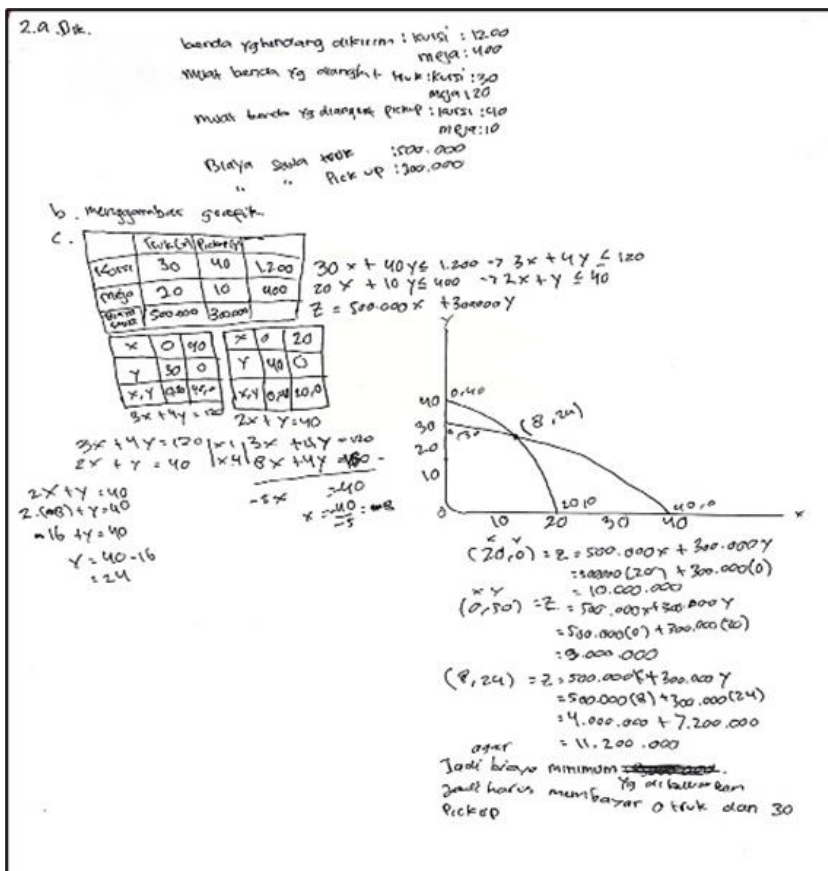 2.a Dik.
benda yg hendang dikirim : kursi : 1200
meja : 400
muat benda yg diangkut truk : kursi : 30
meja : 20
muat benda yg diangkut pickup : kursi : 40
meja : 10
Biaya sewa truk : 500.000
" " Pick up : 300.000
b. menggambar grafik.
c.
Truk(x) Pickup(y)
Kursi 30 40 1.200
meja 20 10 400
500.000 300.000
30x + 40y ≤ 1.200 → 3x + 4y ≤ 120
20x + 10y ≤ 400 → 2x + y ≤ 40
Z = 500.000x + 300000y
x 0 40
y 30 0
x,y 0,30 40,0
3x + 4y = 120
x 0 20
y 40 0
x,y 0,40 20,0
2x + y = 40
3x + 4y = 120 |x1| 3x + 4y = 120
2x + y = 40 |x4| 8x + 4y = 160 -
-5x = -40
x = -40/-5 = 8
2x + y = 40
2.(8) + y = 40
16 + y = 40
y = 40 - 16
= 24
y
40 0,40
30 0,30
20
10
0 10 20 30 40 x
(8,24)
20,0
40,0
x y
(20,0) = Z = 500.000x + 300.000y
= 500000(20) + 300.000(0)
= 10.000.000
x y
(0,30) = Z = 500.000x + 300.000y
= 500.000(0) + 300.000(30)
= 9.000.000
(8,24) = Z = 500.000x + 300.000y
= 500.000(8) + 300.000(24)
= 4.000.000 + 7.200.000
= 11.200.000
agar
Jadi biaya minimum
yg dikeluarkan
Jadi harus membayar 0 truk dan 30
Pickup